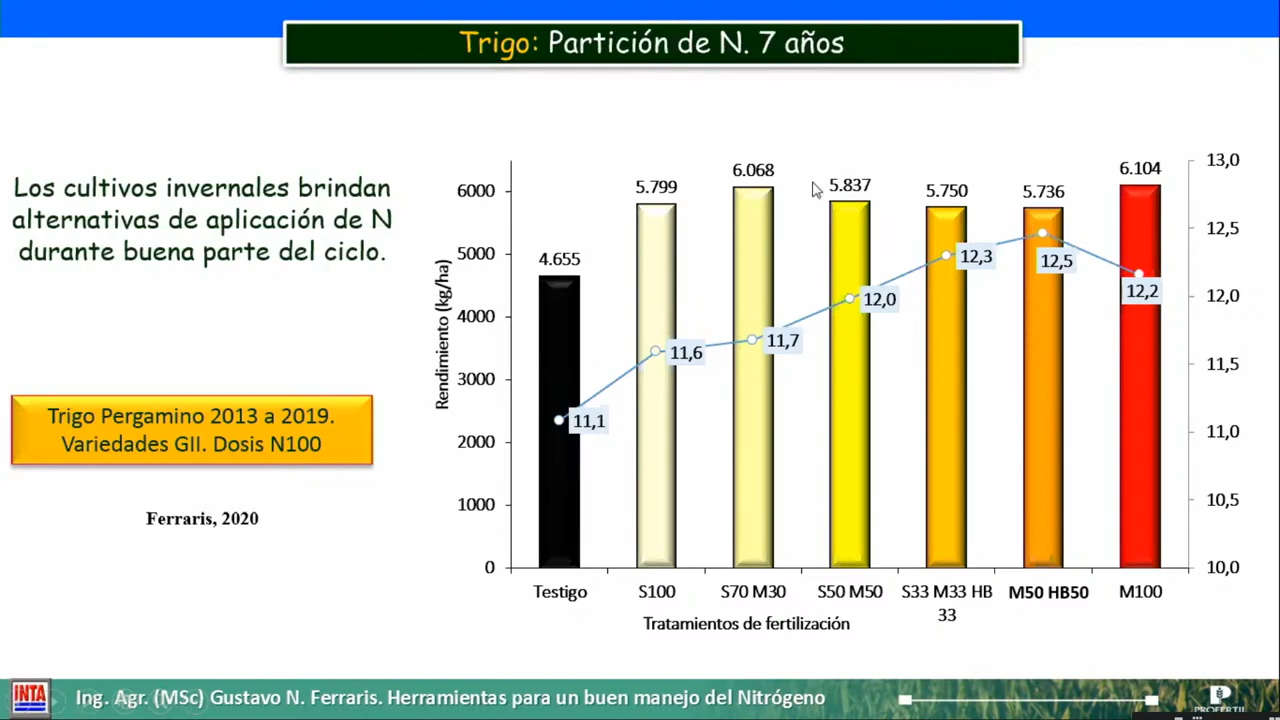 Trigo: Partición de N. 7 años
Los cultivos invernales brindan
alternativas de aplicación de N
durante buena parte del ciclo.
Trigo Pergamino 2013 a 2019.
Variedades GII. Dosis N100
Ferraris, 2020
Rendimiento (kg/ha)
6000
5000
4000
3000
2000
1000
0
4.655
5.799
6.068
5.837
5.750
5.736
6.104
11,1
11,6
11,7
12,0
12,3
12,5
12,2
13,0
12,5
12,0
11,5
11,0
10,5
10,0
Testigo
S100
S70 M30
S50 M50
S33 M33 HB
33
M50 HB50
M100
Tratamientos de fertilización
INTA
Ing. Agr. (MSc) Gustavo N. Ferraris. Herramientas para un buen manejo del Nitrógeno
PROFERTIL